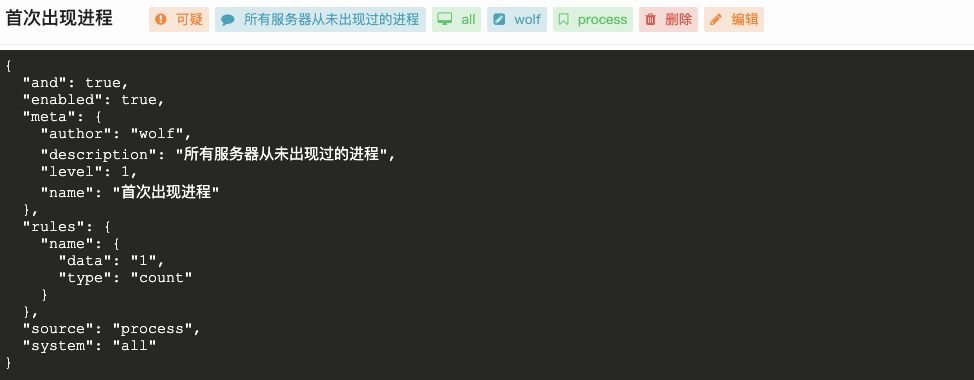 首次出现进程 可疑 所有服务器从未出现过的进程 all wolf process 删除 编辑
{
  "and": true,
  "enabled": true,
  "meta": {
    "author": "wolf",
    "description": "所有服务器从未出现过的进程",
    "level": 1,
    "name": "首次出现进程"
  },
  "rules": {
    "name": {
      "data": "1",
      "type": "count"
    }
  },
  "source": "process",
  "system": "all"
}